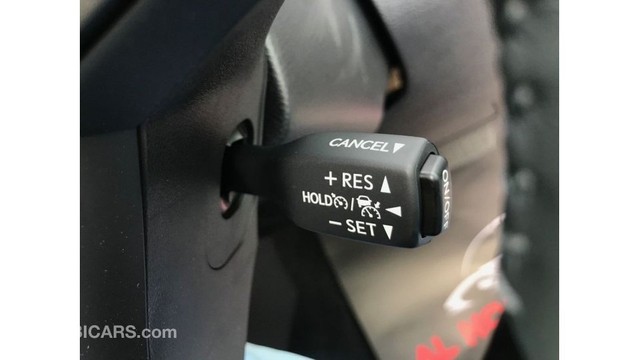 CANCEL▼
+ RES ▲
HOLD / ◄
− SET ▼
ON/OFF
BICARS.com